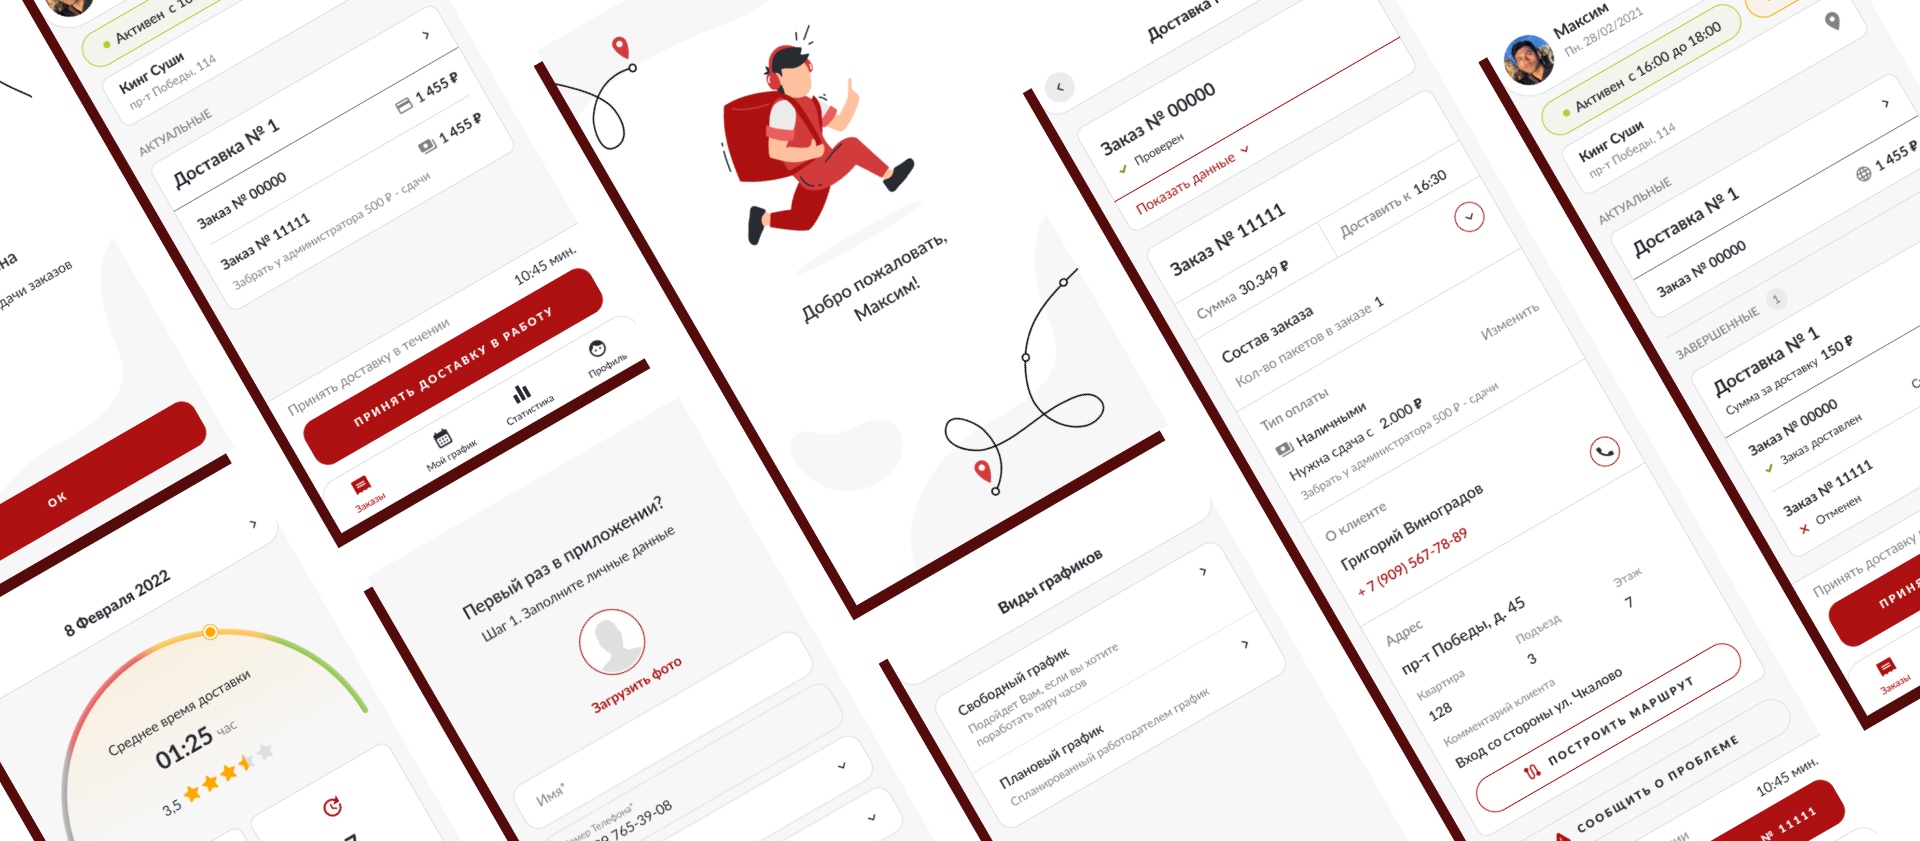 на
дачи заказов
ОК
8 Февраля 2022
Среднее время доставки
01:25 час
3,5
Активен с
Кинг Суши
пр-т Победы, 114
АКТУАЛЬНЫЕ
Доставка № 1
1 455 ₽
Заказ № 00000
1 455 ₽
Заказ № 11111
Забрать у администратора 500 ₽ - сдачи
Принять доставку в течении
10:45 мин.
ПРИНЯТЬ ДОСТАВКУ В РАБОТУ
Заказы
Мой график
Статистика
Профиль
Первый раз в приложении?
Шаг 1. Заполните личные данные
Загрузить фото
Имя*
Телефона*
765-39-08
Добро пожаловать,
Максим!
Виды графиков
Свободный график
Подойдет Вам, если вы хотите
поработать пару часов
Плановый график
Спланированный работодателем график
Доставка
Заказ № 00000
Проверен
Показать данные
Заказ № 11111
Сумма 30.349 ₽
Доставить к 16:30
Состав заказа
Кол-во пакетов в заказе 1
Изменить
Тип оплаты
Наличными
Нужна сдача с 2.000 ₽
Забрать у администратора 500 ₽ - сдачи
О клиенте
Григорий Виноградов
+7 (909) 567-78-89
Адрес
пр-т Победы, д. 45
Квартира
128
Подъезд
3
Этаж
7
Комментарий клиента
Вход со стороны ул. Чкалово
ПОСТРОИТЬ МАРШРУТ
СООБЩИТЬ О ПРОБЛЕМЕ
10:45 мин.
№ 11111
Максим
Пн. 28/02/2021
Активен с 16:00 до 18:00
Кинг Суши
пр-т Победы, 114
АКТУАЛЬНЫЕ
Доставка № 1
1 455 ₽
Заказ № 00000
ЗАВЕРШЕННЫЕ 1
Доставка № 1
Сумма за доставку 150 ₽
Заказ № 00000
Заказ доставлен
Заказ № 11111
Отменен
Принять доставку
ПРИН
Заказы